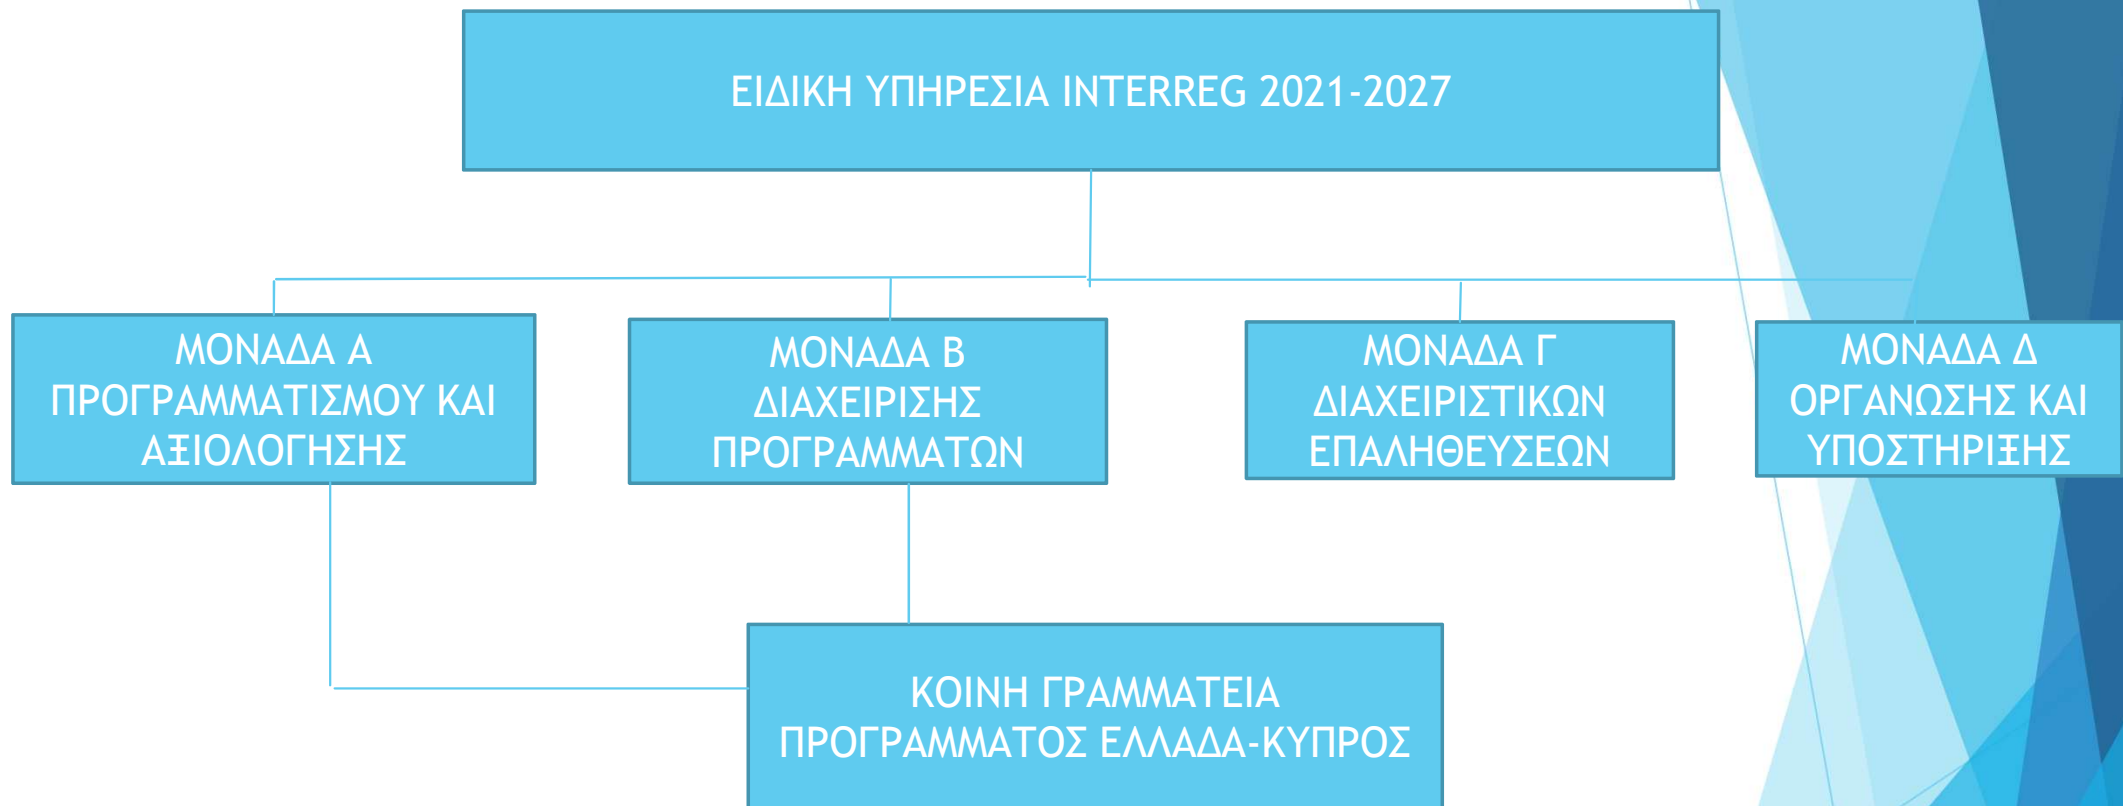 ΕΙΔΙΚΗ ΥΠΗΡΕΣΙΑ INTERREG 2021-2027
ΜΟΝΑΔΑ Α
ΠΡΟΓΡΑΜΜΑΤΙΣΜΟΥ ΚΑΙ
ΑΞΙΟΛΟΓΗΣΗΣ
ΜΟΝΑΔΑ Β
ΔΙΑΧΕΙΡΙΣΗΣ
ΠΡΟΓΡΑΜΜΑΤΩΝ
ΜΟΝΑΔΑ Γ
ΔΙΑΧΕΙΡΙΣΤΙΚΩΝ
ΕΠΑΛΗΘΕΥΣΕΩΝ
ΜΟΝΑΔΑ Δ
ΟΡΓΑΝΩΣΗΣ ΚΑΙ
ΥΠΟΣΤΗΡΙΞΗΣ
ΚΟΙΝΗ ΓΡΑΜΜΑΤΕΙΑ
ΠΡΟΓΡΑΜΜΑΤΟΣ ΕΛΛΑΔΑ-ΚΥΠΡΟΣ